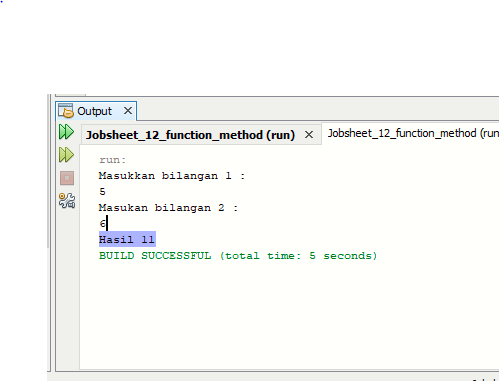 Output
Jobsheet_12_function_method (run)
Jobsheet_12_function_method (run
run:
Masukkan bilangan 1 :
5
Masukan bilangan 2 :
6
Hasil 11
BUILD SUCCESSFUL (total time: 5 seconds)